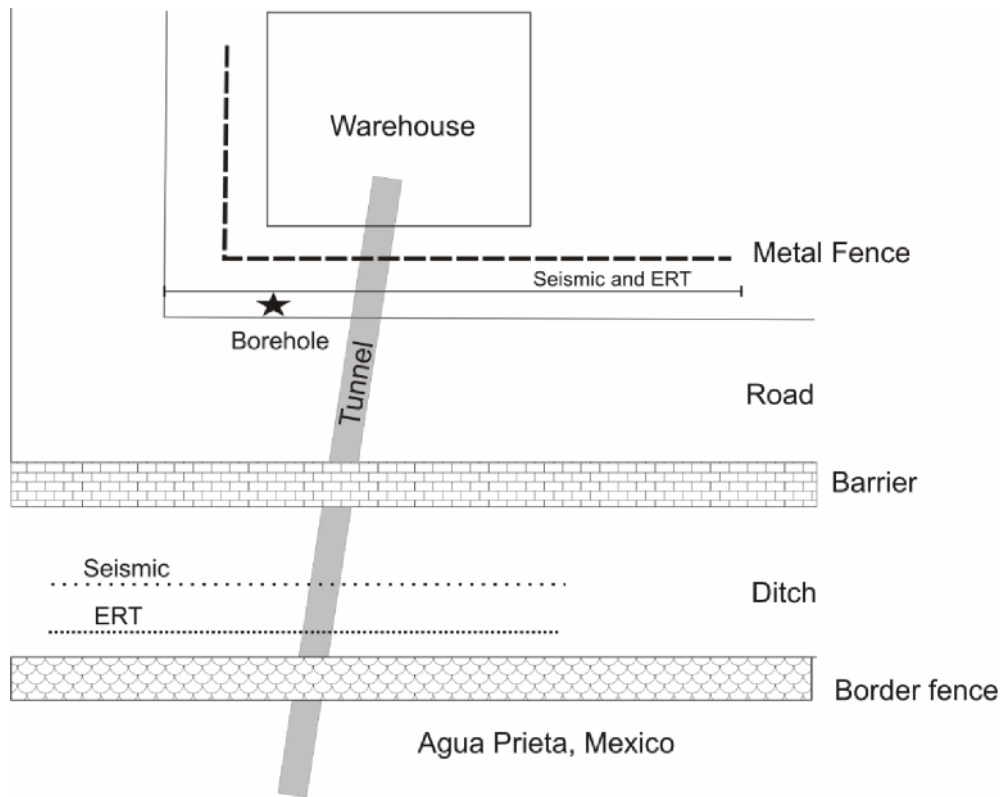 Warehouse
Metal Fence
Seismic and ERT
Borehole
Tunnel
Road
Barrier
Seismic
Ditch
ERT
Border fence
Agua Prieta, Mexico